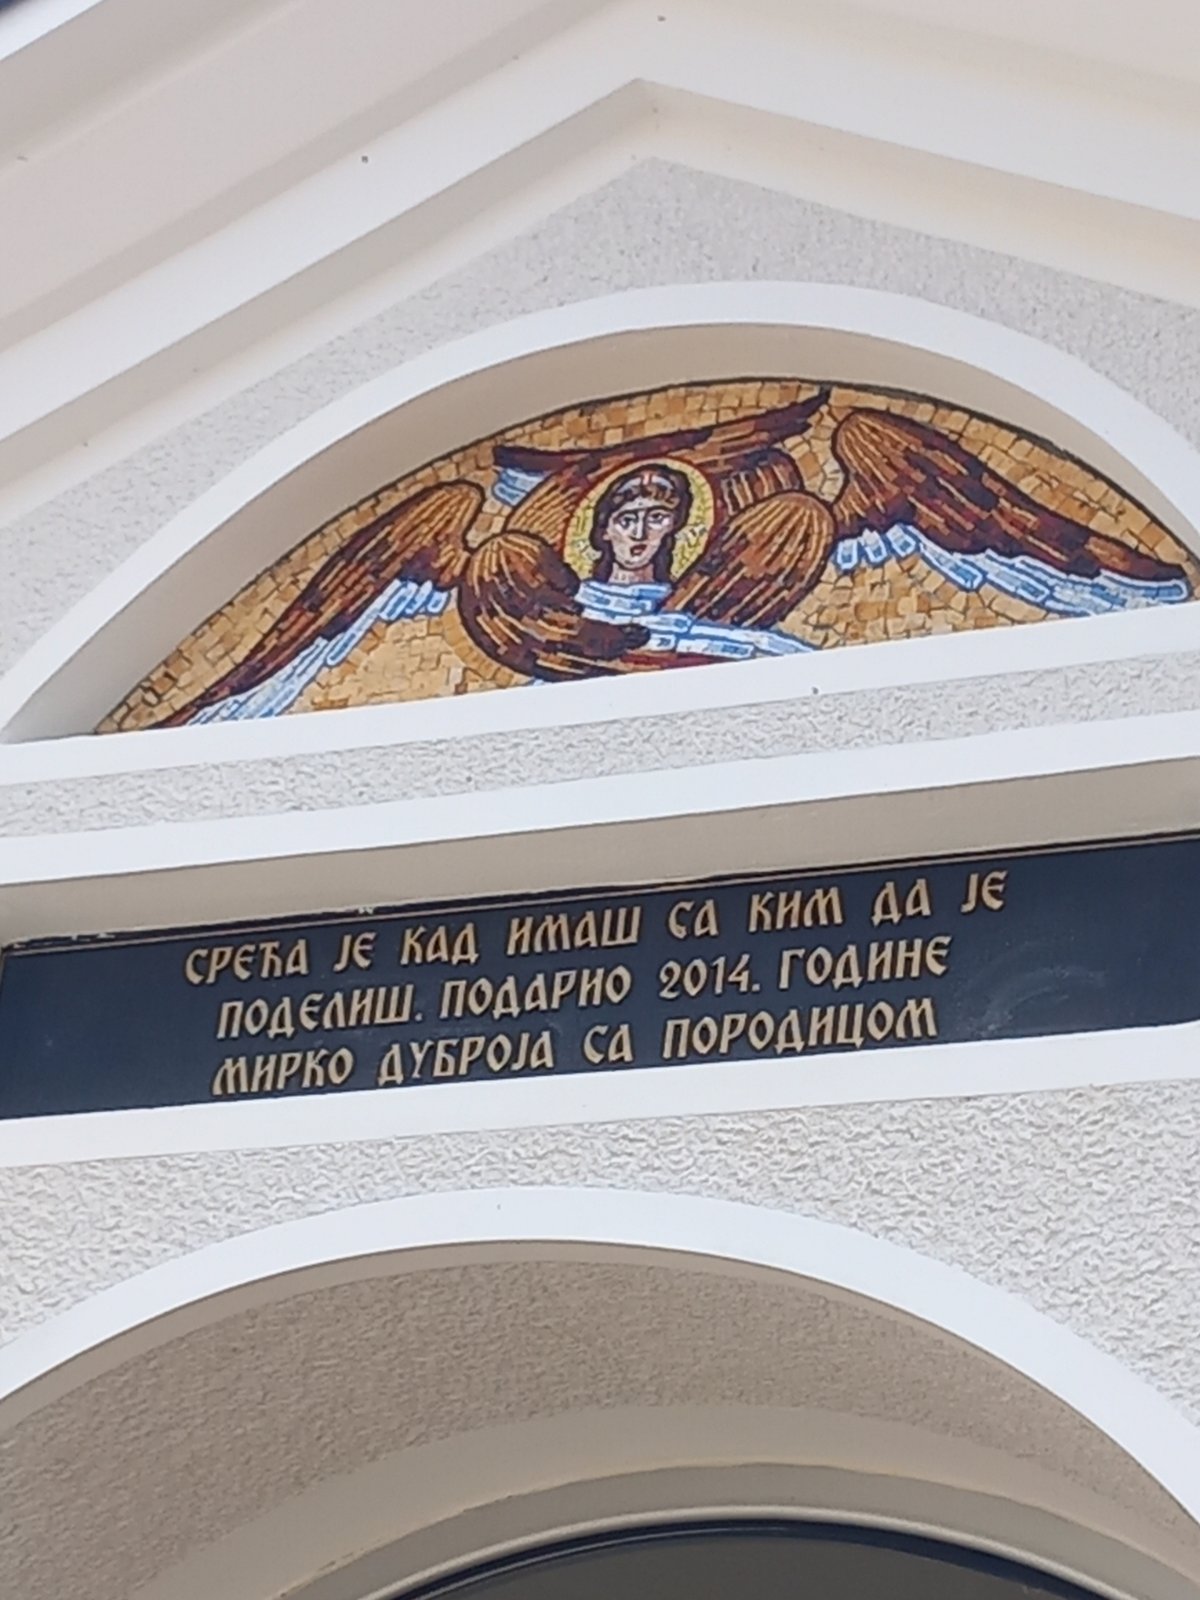 СРЕЋА ЈЕ КАД ИМАШ СА КИМ ДА ЈЕ
ПОДЕЛИШ. ПОДАРИО 2014. ГОДИНЕ
МИРКО ДУБРОЈА СА ПОРОДИЦОМ